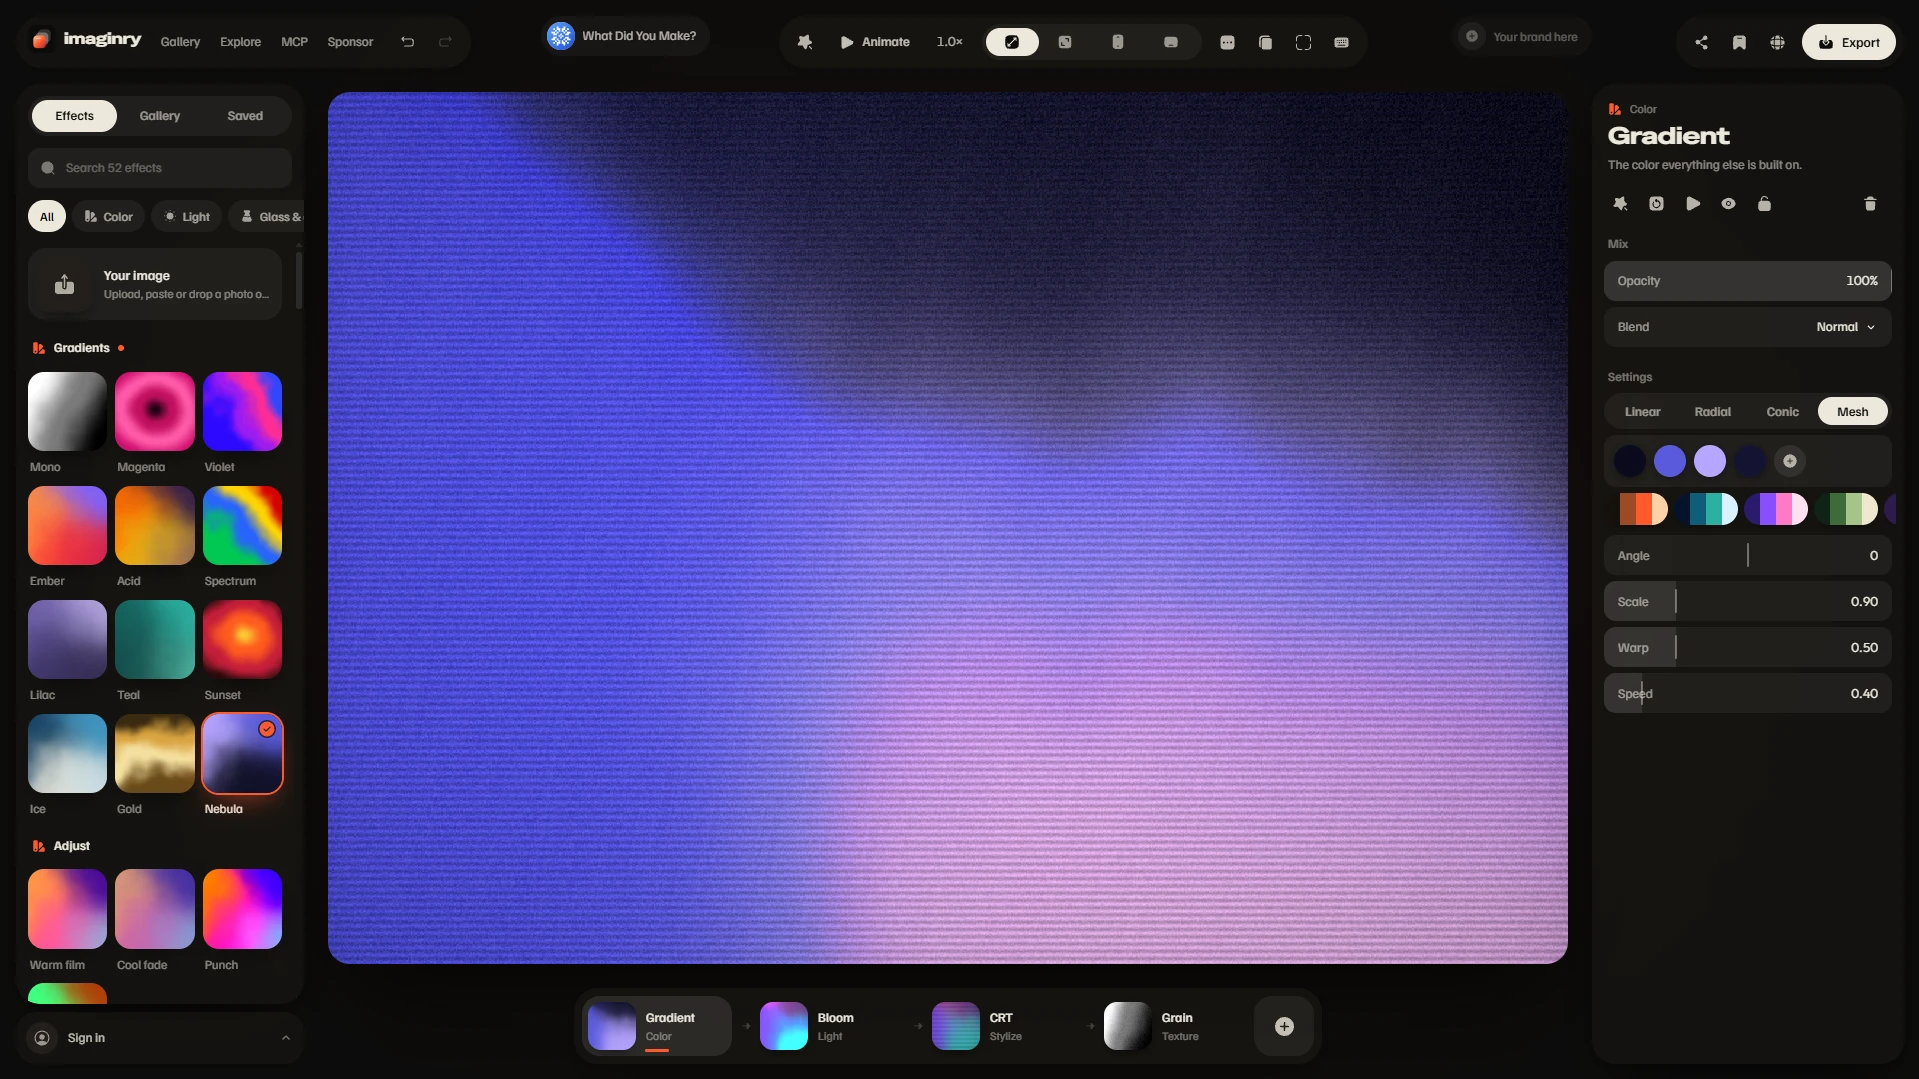 imaginry
Gallery
Explore
MCP
Sponsor
What Did You Make?
Animate
1.0×
Your brand here
Export
Effects
Gallery
Saved
Search 52 effects
All
Color
Light
Glass &
Your image
Upload, paste or drop a photo o...
Gradients
Mono
Magenta
Violet
Ember
Acid
Spectrum
Lilac
Teal
Sunset
Ice
Gold
Nebula
Adjust
Warm film
Cool fade
Punch
Sign in
Gradient
Color
Bloom
Light
CRT
Stylize
Grain
Texture
Color
Gradient
The color everything else is built on.
Mix
Opacity
100%
Blend
Normal
Settings
Linear
Radial
Conic
Mesh
Angle
0
Scale
0.90
Warp
0.50
Speed
0.40